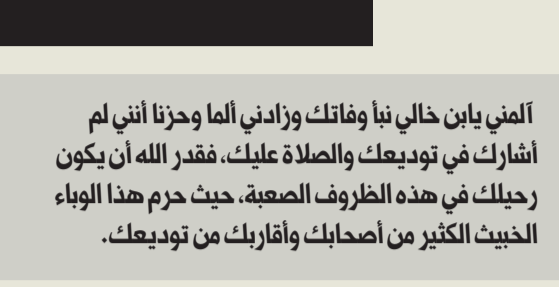 آلمني يابن خالي نبأ وفاتك وزادني ألما وحزنا أنني لم
أشارك في توديعك والصلاة عليك، فقدر الله أن يكون
رحيلك في هذه الظروف الصعبة، حيث حرم هذا الوباء
الخبيث الكثير من أصحابك وأقاربك من توديعك.